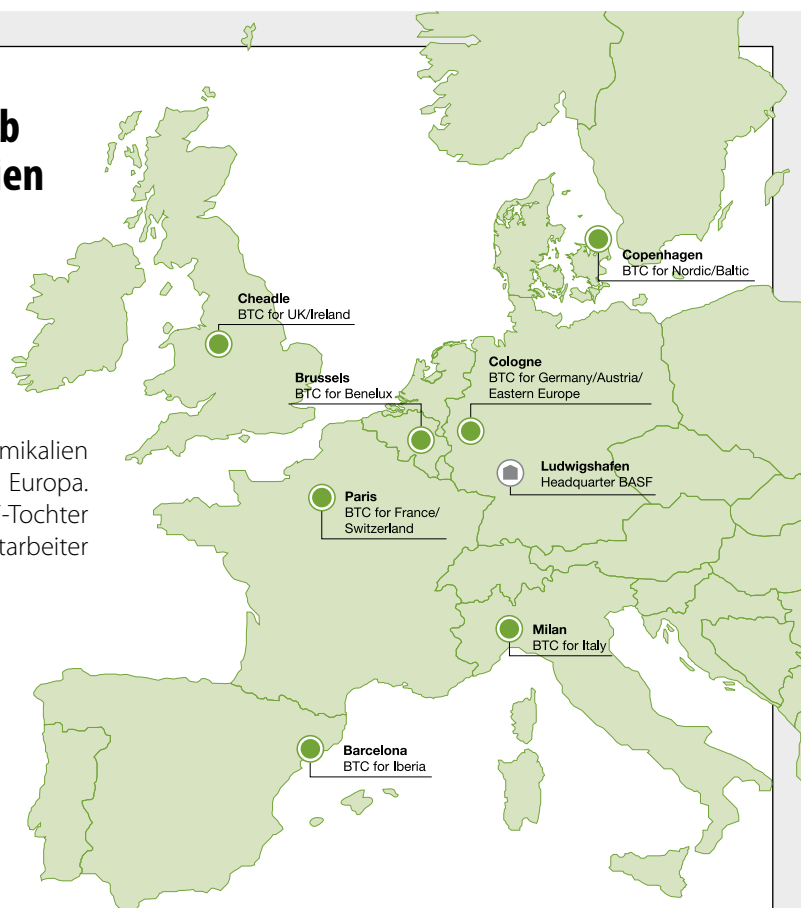 b
ien
mikalien
Europa.
-Tochter
tarbeiter
Copenhagen
BTC for Nordic/Baltic
Cheadle
BTC for UK/Ireland
Brussels
BTC for Benelux
Cologne
BTC for Germany/Austria/
Eastern Europe
Ludwigshafen
Headquarter BASF
Paris
BTC for France/
Switzerland
Milan
BTC for Italy
Barcelona
BTC for Iberia